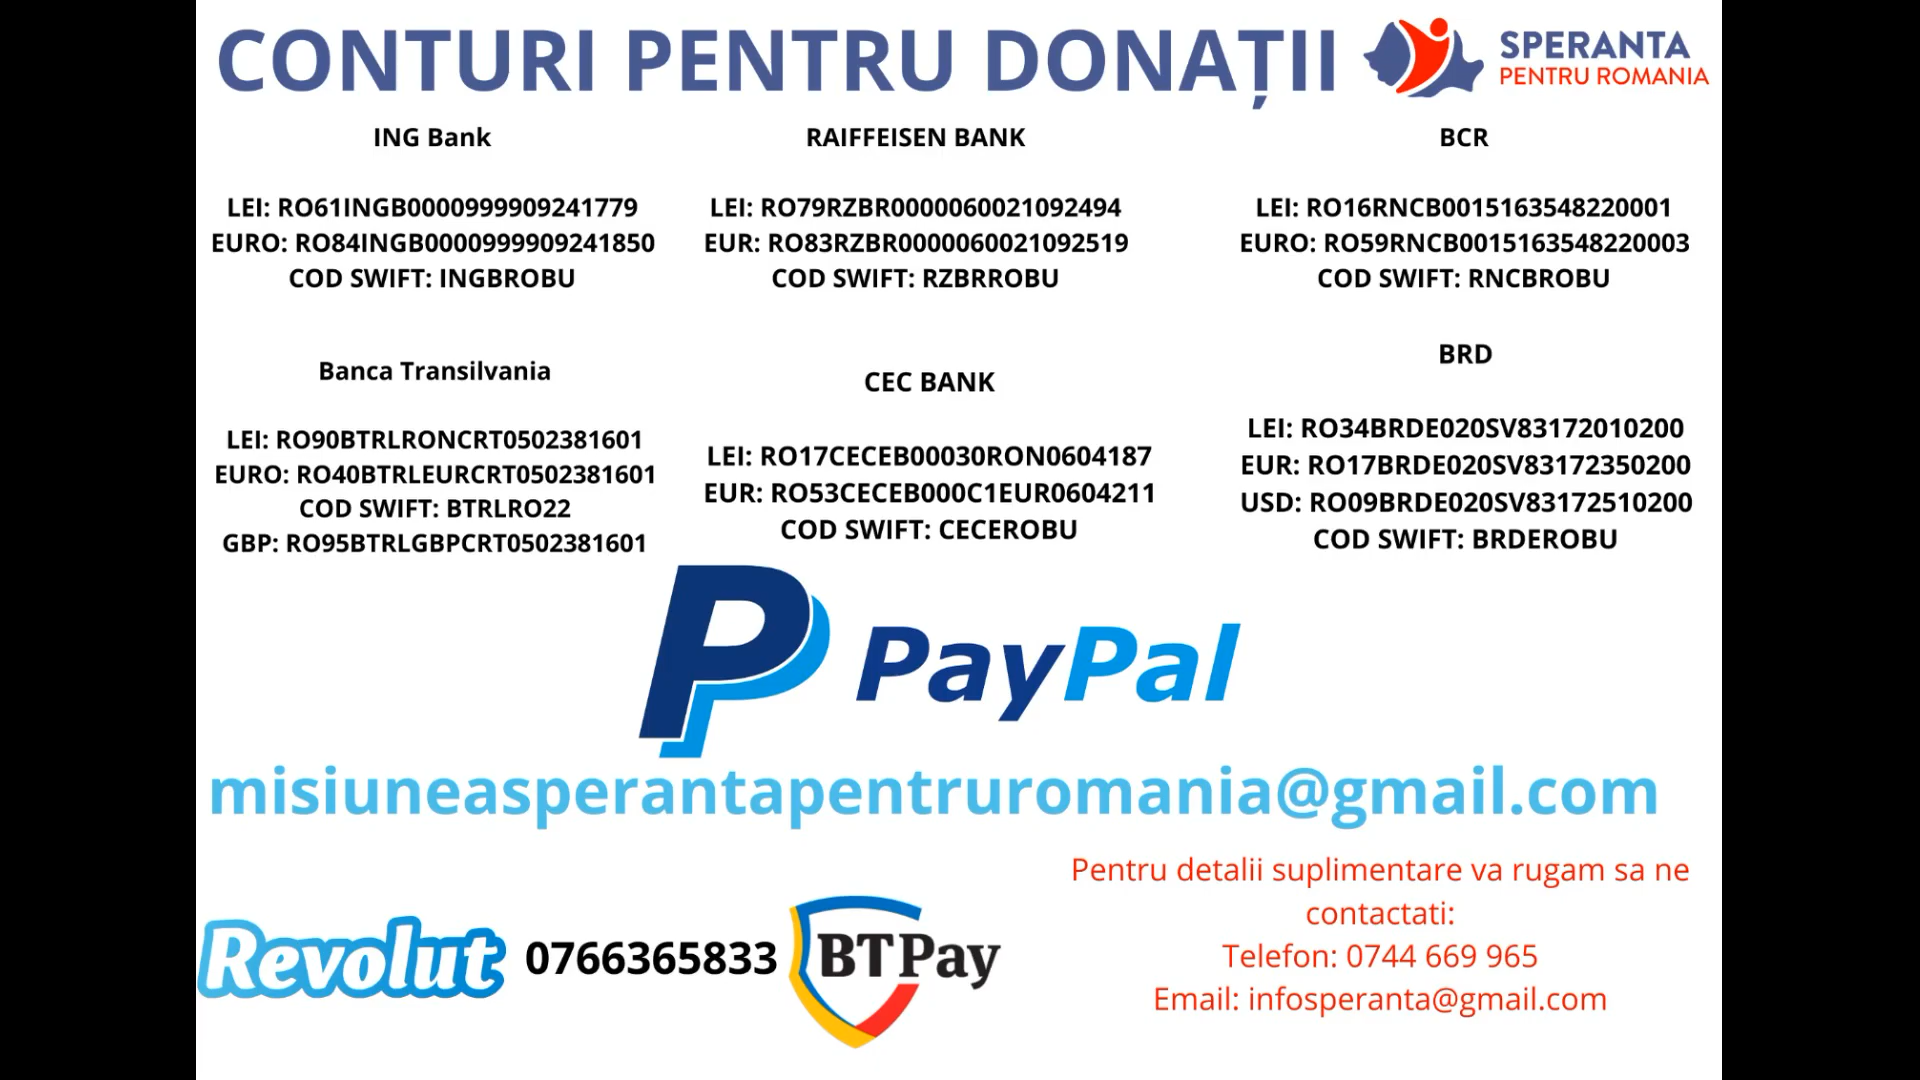 CONTURI PENTRU DONAȚII
SPERANTA
PENTRU ROMANIA
ING Bank
LEI: RO61INGB0000999909241779
EURO: RO84INGB0000999909241850
COD SWIFT: INGBROBU
RAIFFEISEN BANK
LEI: RO79RZBR0000060021092494
EUR: RO83RZBR0000060021092519
COD SWIFT: RZBRROBU
BCR
LEI: RO16RNCB0015163548220001
EURO: RO59RNCB0015163548220003
COD SWIFT: RNCBROBU
Banca Transilvania
LEI: RO90BTRLRONCRT0502381601
EURO: RO40BTRLEURCRT0502381601
COD SWIFT: BTRLRO22
GBP: RO95BTRLGBPCRT0502381601
CEC BANK
LEI: RO17CECEB00030RON0604187
EUR: RO53CECEB000C1EUR0604211
COD SWIFT: CECEROBU
BRD
LEI: RO34BRDE020SV83172010200
EUR: RO17BRDE020SV83172350200
USD: RO09BRDE020SV83172510200
COD SWIFT: BRDEROBU
PayPal
misiuneasperantapentruromania@gmail.com
Revolut 0766365833 BT Pay
Pentru detalii suplimentare va rugam sa ne
contactati:
Telefon: 0744 669 965
Email: infosperanta@gmail.com